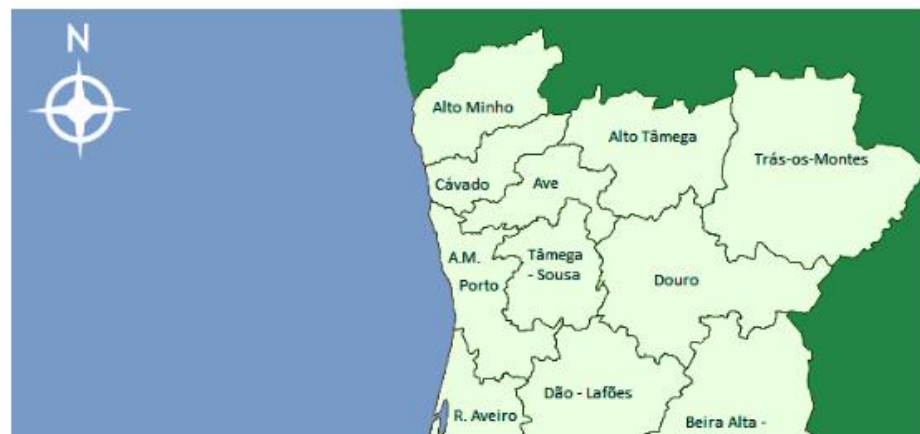 N
Alto Minho
Alto Tâmega
Trás-os-Montes
Cávado
Ave
A.M.
Porto
Tâmega
- Sousa
Douro
Dão - Lafões
R. Aveiro
Beira Alta -